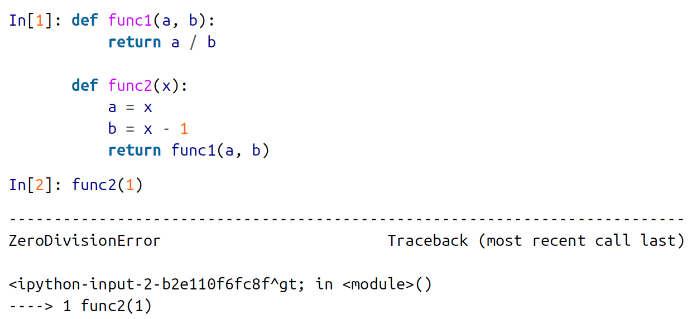 In[1]: def func1(a, b):
           return a / b
       def func2(x):
           a = x
           b = x - 1
           return func1(a, b)
In[2]: func2(1)
---------------------------------------------------------------------------
ZeroDivisionError                         Traceback (most recent call last)
<ipython-input-2-b2e110f6fc8f^gt; in <module>()
----> 1 func2(1)